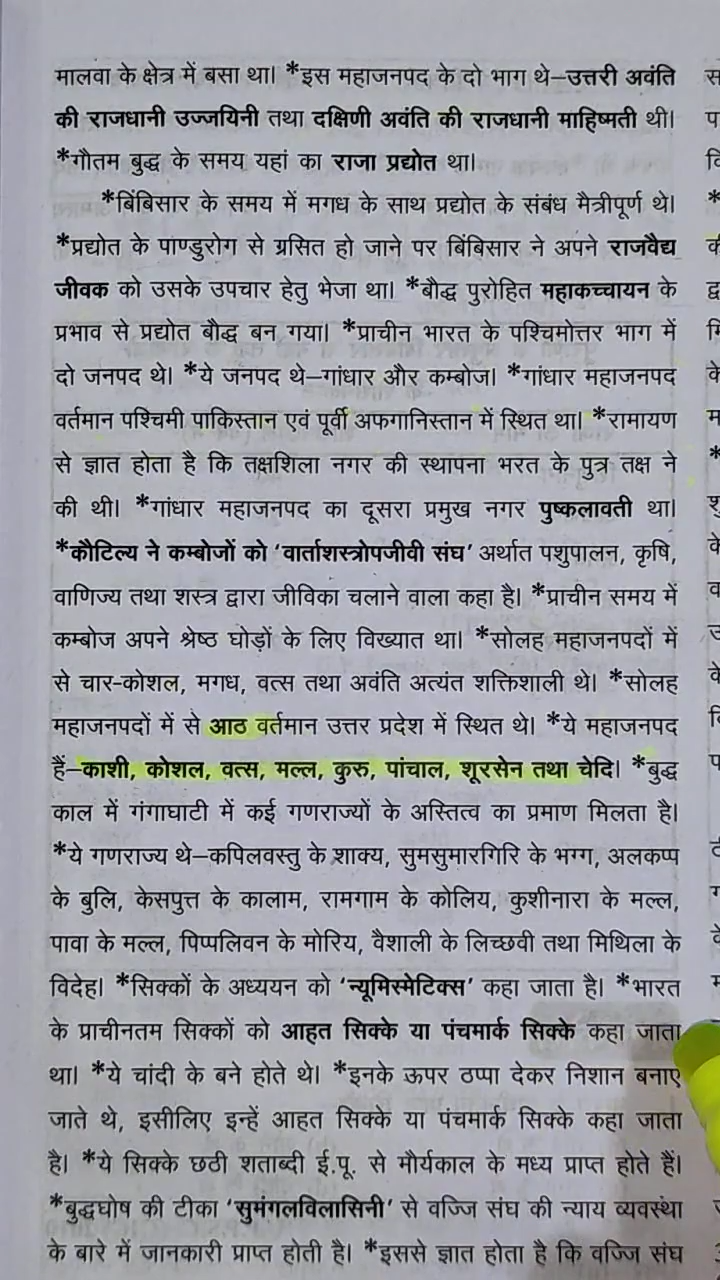 मालवा के क्षेत्र में बसा था। *इस महाजनपद के दो भाग थे–उत्तरी अवंति
की राजधानी उज्जयिनी तथा दक्षिणी अवंति की राजधानी माहिष्मती थी।
*गौतम बुद्ध के समय यहां का राजा प्रद्योत था।
*बिंबिसार के समय में मगध के साथ प्रद्योत के संबंध मैत्रीपूर्ण थे।
*प्रद्योत के पाण्डुरोग से ग्रसित हो जाने पर बिंबिसार ने अपने राजवैद्य
जीवक को उसके उपचार हेतु भेजा था। *बौद्ध पुरोहित महाकच्चायन के
प्रभाव से प्रद्योत बौद्ध बन गया। *प्राचीन भारत के पश्चिमोत्तर भाग में
दो जनपद थे। *ये जनपद थे–गांधार और कम्बोज। *गांधार महाजनपद
वर्तमान पश्चिमी पाकिस्तान एवं पूर्वी अफगानिस्तान में स्थित था। *रामायण
से ज्ञात होता है कि तक्षशिला नगर की स्थापना भरत के पुत्र तक्ष ने
की थी। *गांधार महाजनपद का दूसरा प्रमुख नगर पुष्कलावती था।
*कौटिल्य ने कम्बोजों को ‘वार्ताशस्त्रोपजीवी संघ’ अर्थात पशुपालन, कृषि,
वाणिज्य तथा शस्त्र द्वारा जीविका चलाने वाला कहा है। *प्राचीन समय में
कम्बोज अपने श्रेष्ठ घोड़ों के लिए विख्यात था। *सोलह महाजनपदों में
से चार-कोशल, मगध, वत्स तथा अवंति अत्यंत शक्तिशाली थे। *सोलह
महाजनपदों में से आठ वर्तमान उत्तर प्रदेश में स्थित थे। *ये महाजनपद
हैं–काशी, कोशल, वत्स, मल्ल, कुरु, पांचाल, शूरसेन तथा चेदि। *बुद्ध
काल में गंगाघाटी में कई गणराज्यों के अस्तित्व का प्रमाण मिलता है।
*ये गणराज्य थे–कपिलवस्तु के शाक्य, सुमसुमारगिरि के भग्ग, अलकप्प
के बुलि, केसपुत्त के कालाम, रामगाम के कोलिय, कुशीनारा के मल्ल,
पावा के मल्ल, पिप्पलिवन के मोरिय, वैशाली के लिच्छवी तथा मिथिला के
विदेह। *सिक्कों के अध्ययन को ‘न्यूमिस्मेटिक्स’ कहा जाता है। *भारत
के प्राचीनतम सिक्कों को आहत सिक्के या पंचमार्क सिक्के कहा जाता
था। *ये चांदी के बने होते थे। *इनके ऊपर ठप्पा देकर निशान बनाए
जाते थे, इसीलिए इन्हें आहत सिक्के या पंचमार्क सिक्के कहा जाता
है। *ये सिक्के छठी शताब्दी ई.पू. से मौर्यकाल के मध्य प्राप्त होते हैं।
*बुद्धघोष की टीका ‘सुमंगलविलासिनी’ से वज्जि संघ की न्याय व्यवस्था
के बारे में जानकारी प्राप्त होती है। *इससे ज्ञात होता है कि वज्जि संघ